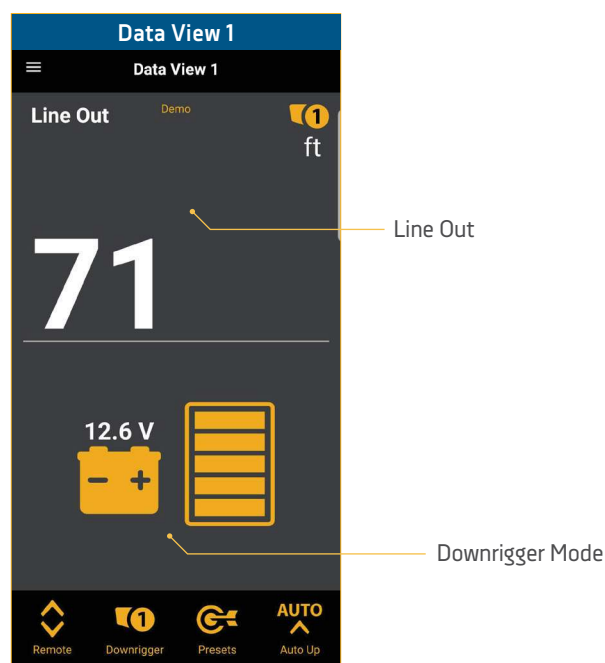 Data View 1
Data View 1
Line Out
Demo
1
ft
Line Out
71
12.6 V
Downrigger Mode
1
AUTO
Remote
Downrigger
Presets
Auto Up